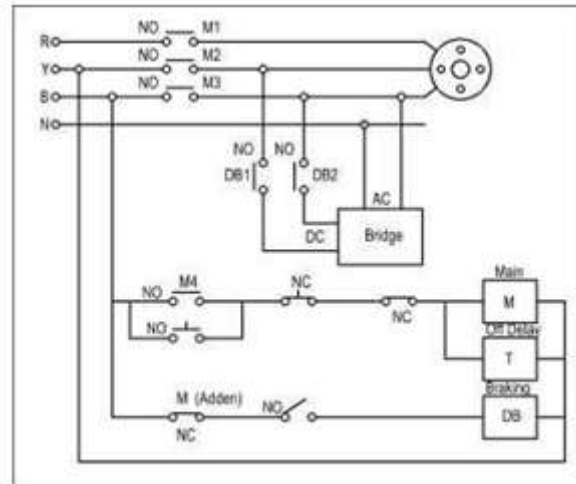 NO M1
R
NO M2
Y
NO M3
B
N
NO NO
DB1 DB2
AC
DC Bridge
Main
M4 NC
NO M
NC
Off Delay
NO
T
Braking
M (Adden) NO
DB
NC